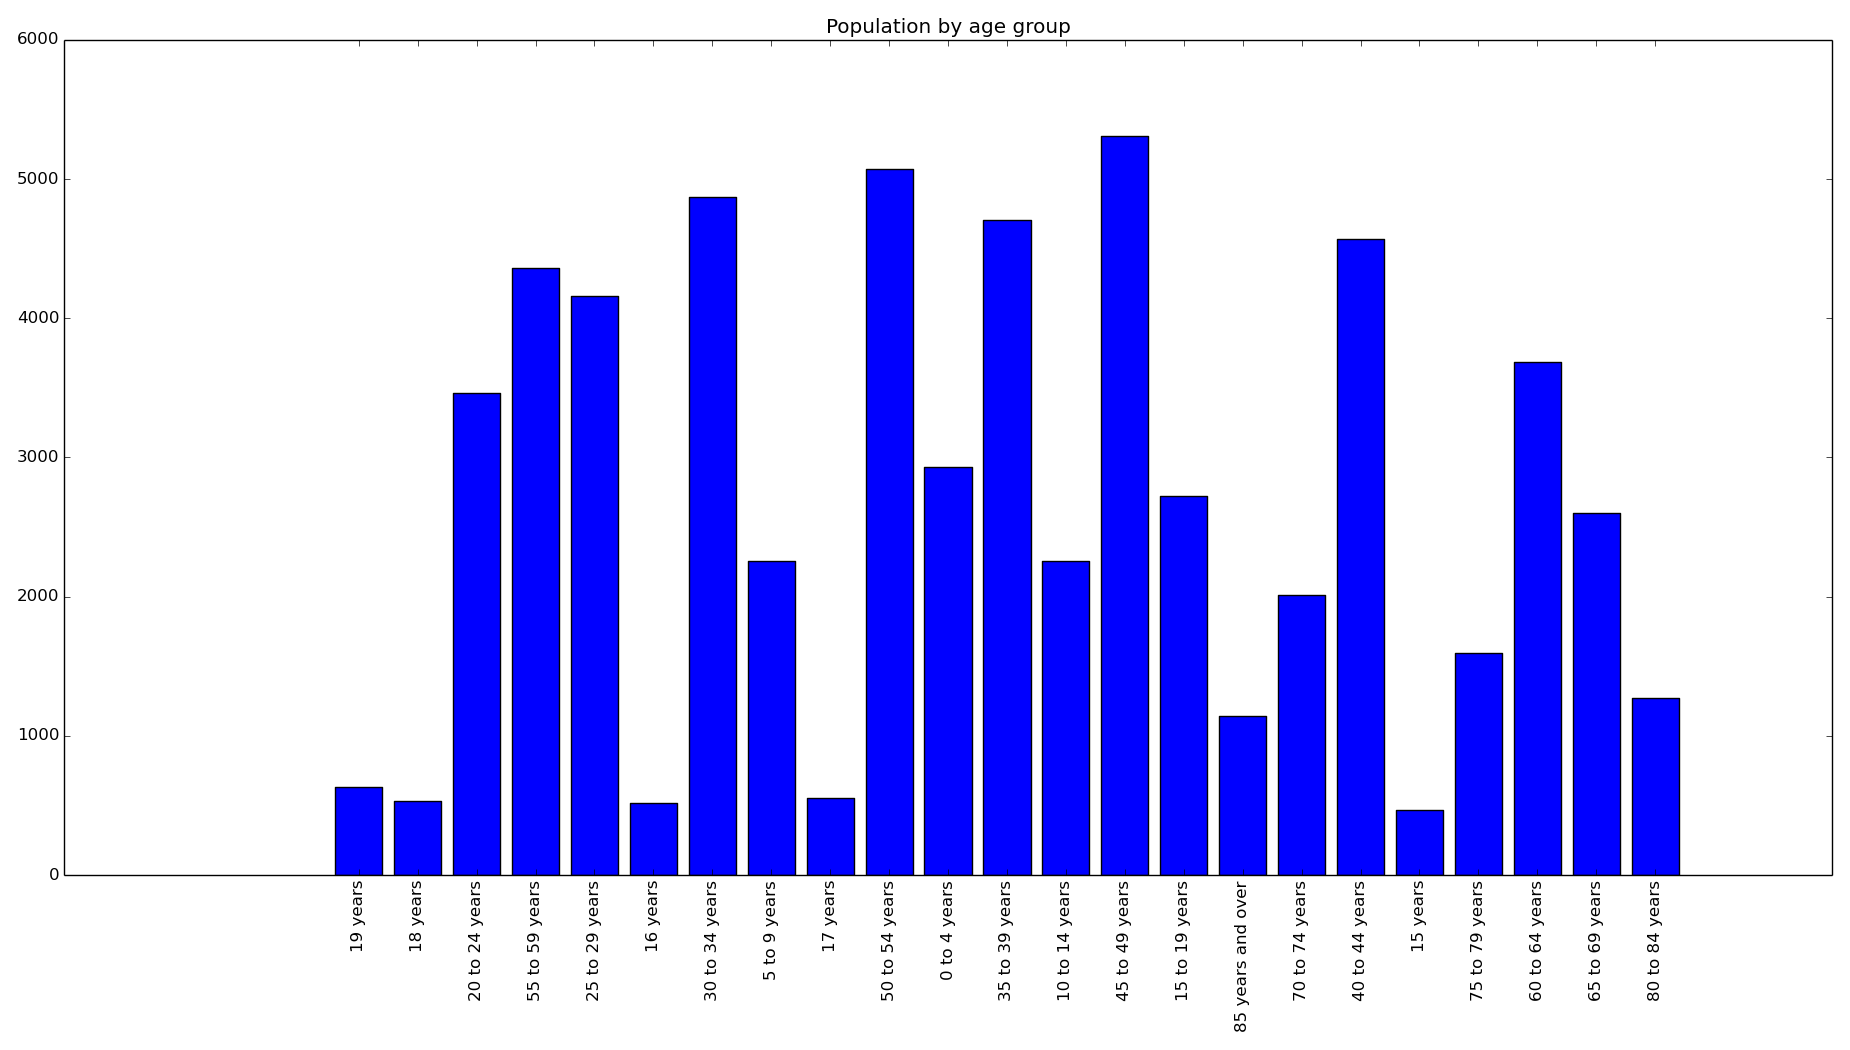 Population by age group
6000
5000
4000
3000
2000
1000
0
19 years
18 years
20 to 24 years
55 to 59 years
25 to 29 years
16 years
30 to 34 years
5 to 9 years
17 years
50 to 54 years
0 to 4 years
35 to 39 years
10 to 14 years
45 to 49 years
15 to 19 years
85 years and over
70 to 74 years
40 to 44 years
15 years
75 to 79 years
60 to 64 years
65 to 69 years
80 to 84 years